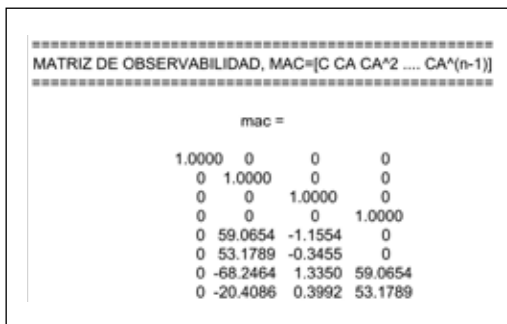 ==================================================
MATRIZ DE OBSERVABILIDAD, MAC=[C CA CA^2 .... CA^(n-1)]
==================================================
mac =
1.0000 0 0 0
0 1.0000 0 0
0 0 1.0000 0
0 0 0 1.0000
0 59.0654 -1.1554 0
0 53.1789 -0.3455 0
0 -68.2464 1.3350 59.0654
0 -20.4086 0.3992 53.1789